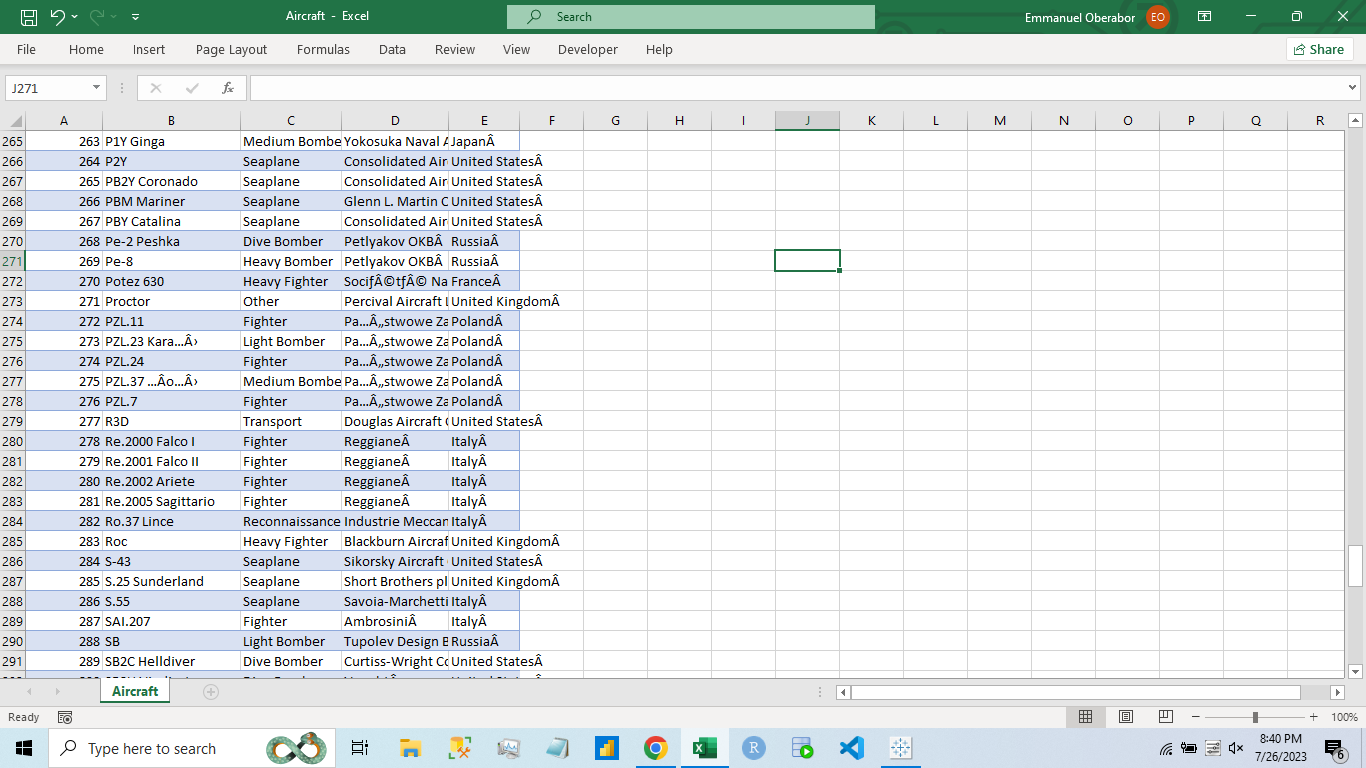 Aircraft - Excel
Search
Emmanuel Oberabor
EO
File Home Insert Page Layout Formulas Data Review View Developer Help
Share
J271
fx
A B C D E F G H I J K L M N O P Q R
265 263 P1Y Ginga Medium Bombe Yokosuka Naval A JapanÂ
266 264 P2Y Seaplane Consolidated Air United StatesÂ
267 265 PB2Y Coronado Seaplane Consolidated Air United StatesÂ
268 266 PBM Mariner Seaplane Glenn L. Martin C United StatesÂ
269 267 PBY Catalina Seaplane Consolidated Air United StatesÂ
270 268 Pe-2 Peshka Dive Bomber Petlyakov OKBÂ RussiaÂ
271 269 Pe-8 Heavy Bomber Petlyakov OKBÂ RussiaÂ
272 270 Potez 630 Heavy Fighter SociƒÂ©tƒÂ© Na FranceÂ
273 271 Proctor Other Percival Aircraft L United KingdomÂ
274 272 PZL.11 Fighter Pa…Â„stwowe Za PolandÂ
275 273 PZL.23 Kara…Â› Light Bomber Pa…Â„stwowe Za PolandÂ
276 274 PZL.24 Fighter Pa…Â„stwowe Za PolandÂ
277 275 PZL.37 …Âo…Â› Medium Bombe Pa…Â„stwowe Za PolandÂ
278 276 PZL.7 Fighter Pa…Â„stwowe Za PolandÂ
279 277 R3D Transport Douglas Aircraft C United StatesÂ
280 278 Re.2000 Falco I Fighter ReggianeÂ ItalyÂ
281 279 Re.2001 Falco II Fighter ReggianeÂ ItalyÂ
282 280 Re.2002 Ariete Fighter ReggianeÂ ItalyÂ
283 281 Re.2005 Sagittario Fighter ReggianeÂ ItalyÂ
284 282 Ro.37 Lince Reconnaissance Industrie Meccan ItalyÂ
285 283 Roc Heavy Fighter Blackburn Aircraf United KingdomÂ
286 284 S-43 Seaplane Sikorsky Aircraft United StatesÂ
287 285 S.25 Sunderland Seaplane Short Brothers pl United KingdomÂ
288 286 S.55 Seaplane Savoia-Marchetti ItalyÂ
289 287 SAI.207 Fighter AmbrosiniÂ ItalyÂ
290 288 SB Light Bomber Tupolev Design B RussiaÂ
291 289 SB2C Helldiver Dive Bomber Curtiss-Wright Co United StatesÂ
Aircraft
Ready
100%
Type here to search
R
8:40 PM
7/26/2023
6